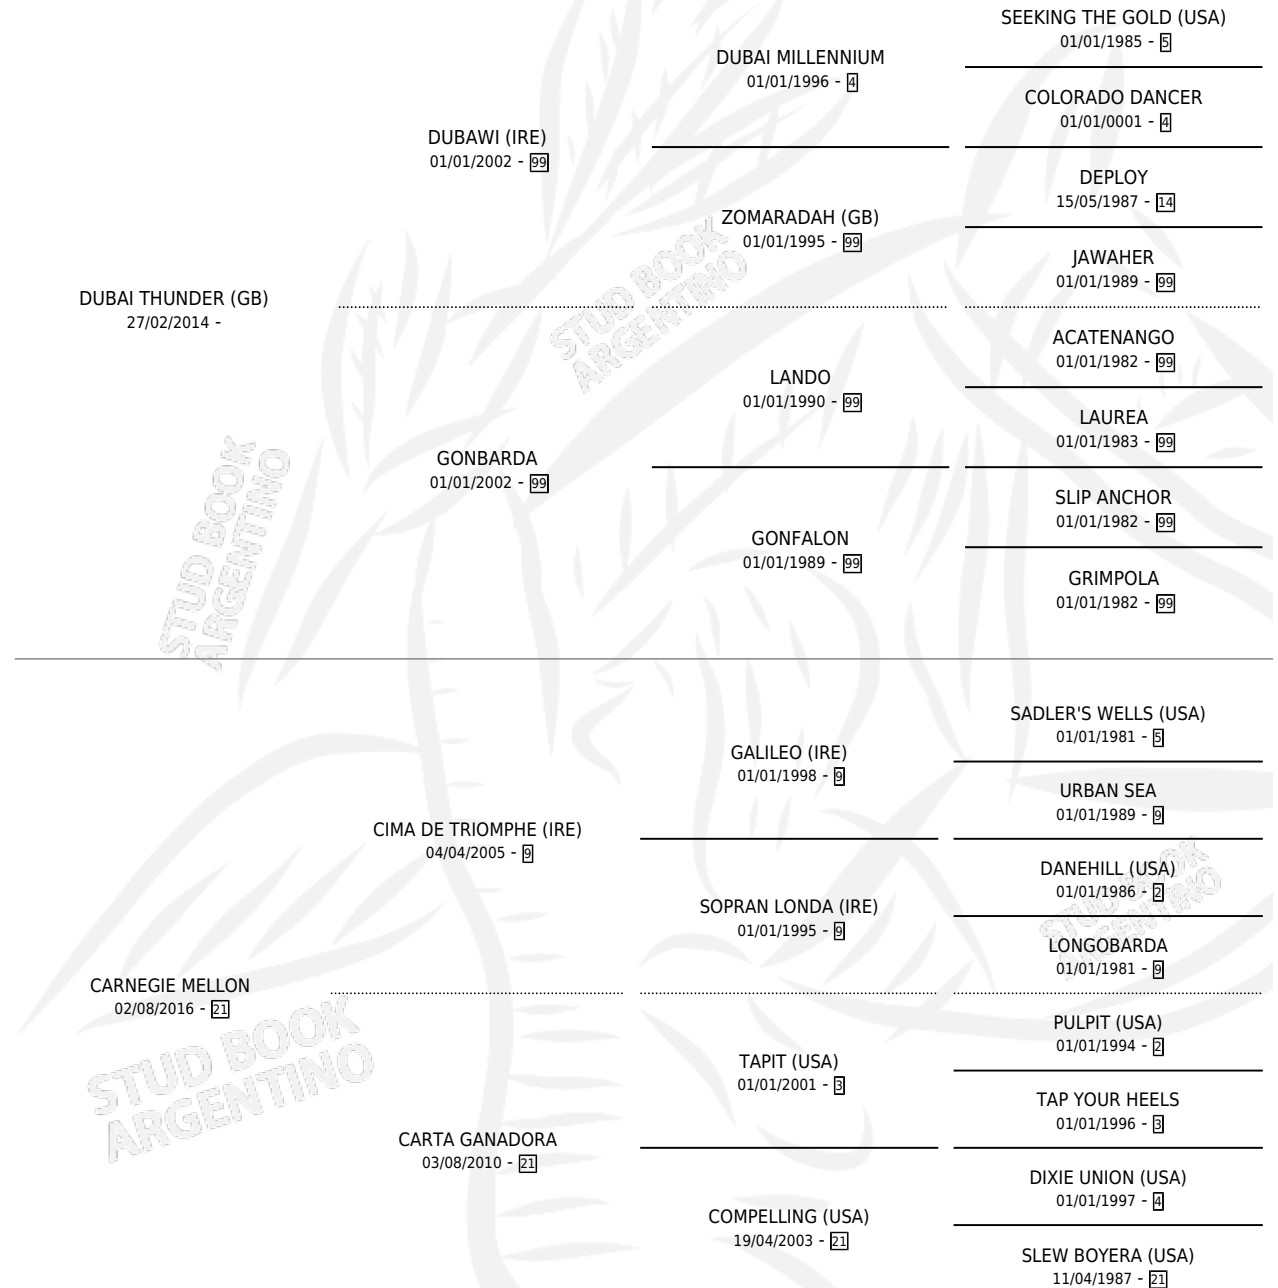 SEEKING THE GOLD (USA)
01/01/1985 - 5
DUBAI MILLENNIUM
01/01/1996 - 4
COLORADO DANCER
01/01/0001 - 4
DUBAWI (IRE)
01/01/2002 - 99
DEPLOY
15/05/1987 - 14
ZOMARADAH (GB)
01/01/1995 - 99
JAWAHER
01/01/1989 - 99
DUBAI THUNDER (GB)
27/02/2014 -
STUD BOOK
ARGENTINO
ACATENANGO
01/01/1982 - 99
LANDO
01/01/1990 - 99
LAUREA
01/01/1983 - 99
GONBARDA
01/01/2002 - 99
SLIP ANCHOR
01/01/1982 - 99
GONFALON
01/01/1989 - 99
GRIMPOLA
01/01/1982 - 99
STUD BOOK
ARGENTINO
SADLER'S WELLS (USA)
01/01/1981 - 5
GALILEO (IRE)
01/01/1998 - 9
URBAN SEA
01/01/1989 - 9
CIMA DE TRIOMPHE (IRE)
04/04/2005 - 9
DANEHILL (USA)
01/01/1986 - 2
SOPRAN LONDA (IRE)
01/01/1995 - 9
STUD BOOK
ARGENTINO
LONGOBARDA
01/01/1981 - 9
CARNEGIE MELLON
02/08/2016 - 21
STUD BOOK
ARGENTINO
PULPIT (USA)
01/01/1994 - 2
TAPIT (USA)
01/01/2001 - 3
TAP YOUR HEELS
01/01/1996 - 3
CARTA GANADORA
03/08/2010 - 21
DIXIE UNION (USA)
01/01/1997 - 4
COMPELLING (USA)
19/04/2003 - 21
SLEW BOYERA (USA)
11/04/1987 - 21